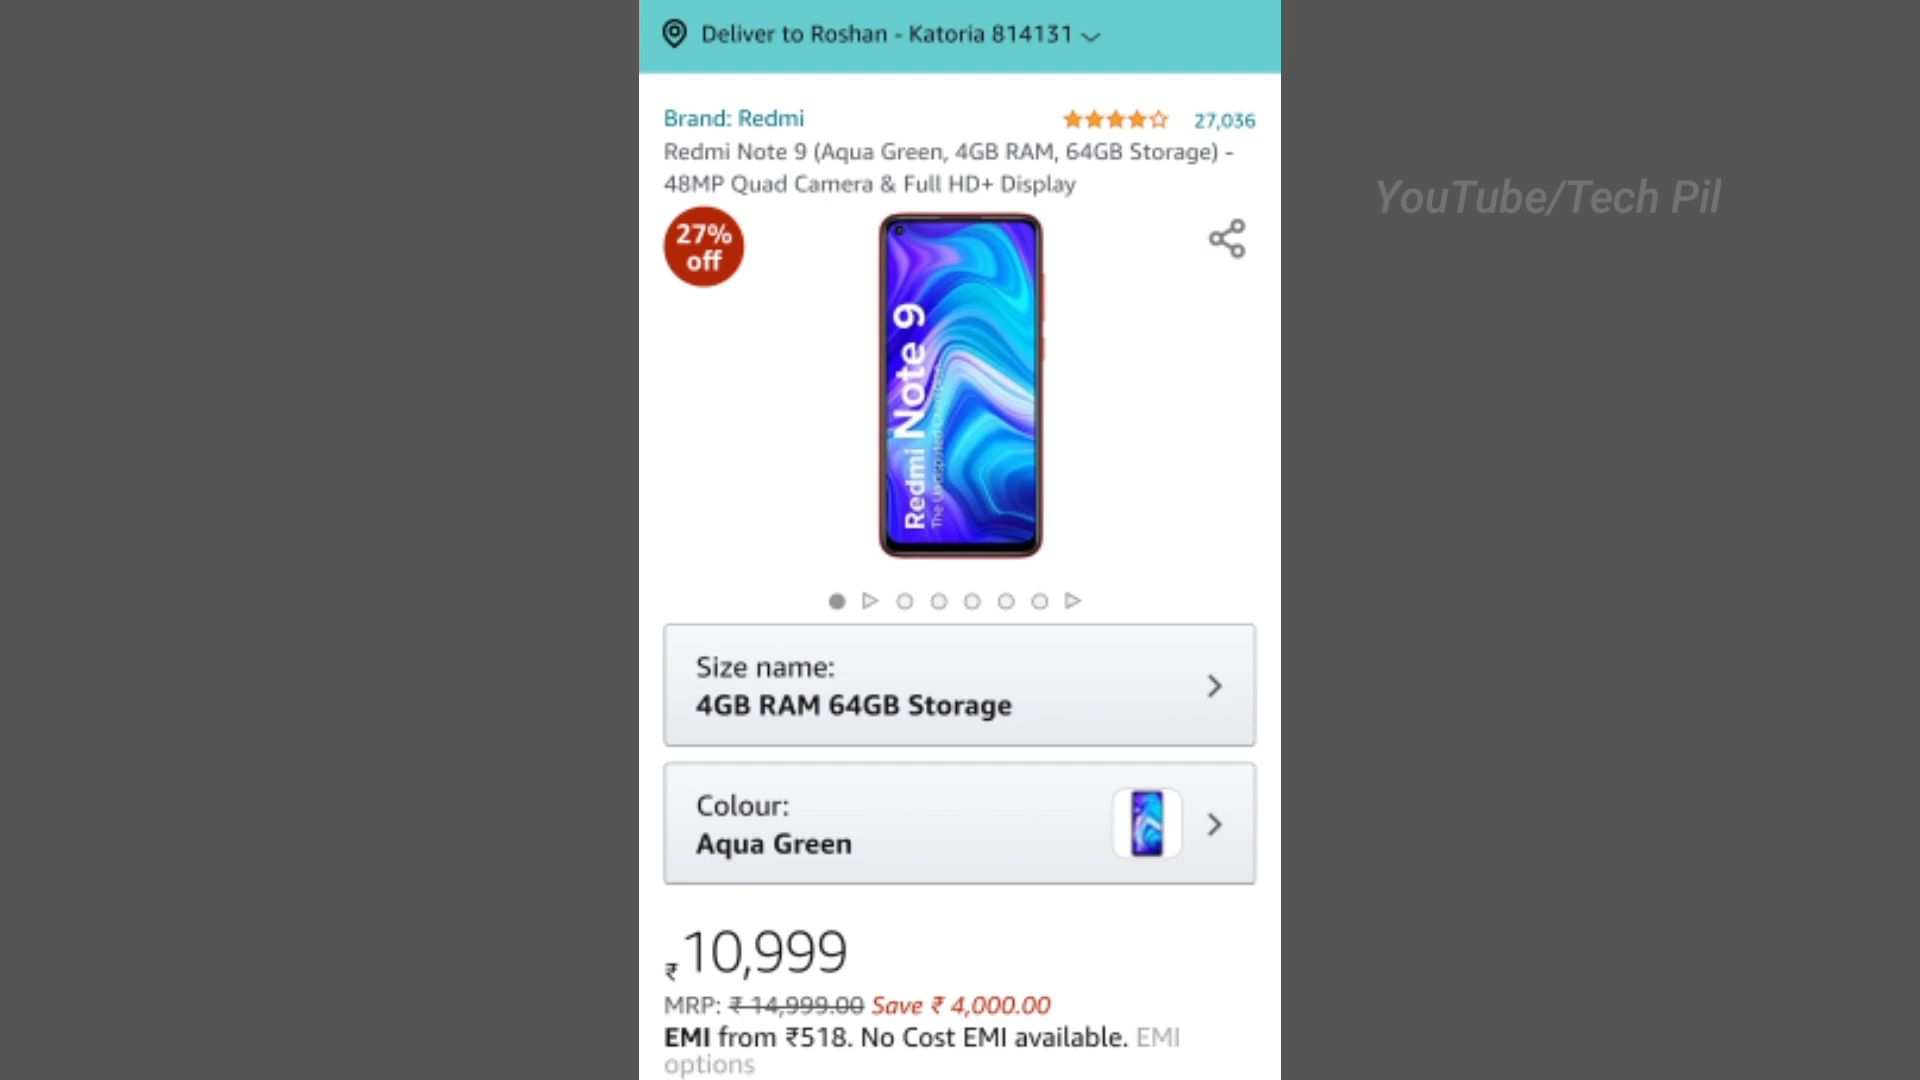 Deliver to Roshan - Katoria 814131
Brand: Redmi
27,036
Redmi Note 9 (Aqua Green, 4GB RAM, 64GB Storage) -
48MP Quad Camera & Full HD+ Display
YouTube/Tech Pil
27%
off
Redmi Note 9
The Undisputed Champion
Size name:
4GB RAM 64GB Storage
Colour:
Aqua Green
₹10,999
MRP: ₹ 14,999.00 Save ₹ 4,000.00
EMI from ₹518. No Cost EMI available. EMI
options